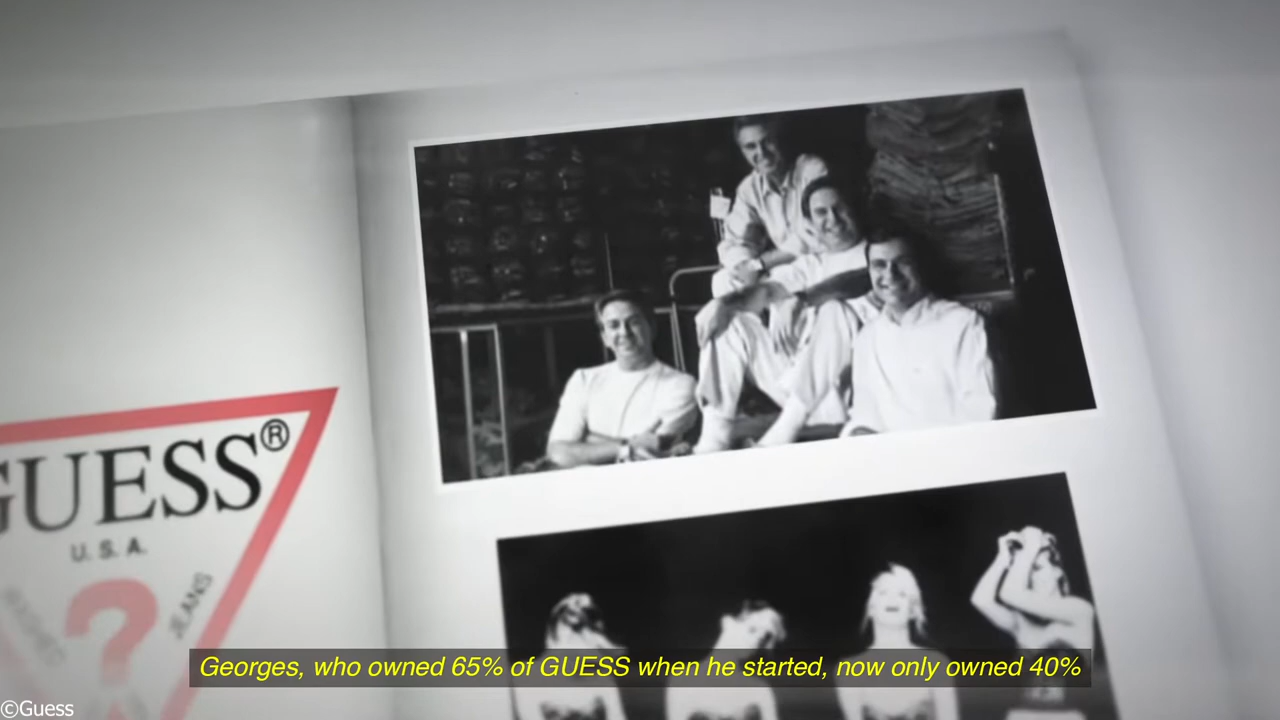 GUESS®
U.S.A.
?
JEANS
Georges, who owned 65% of GUESS when he started, now only owned 40%
©Guess